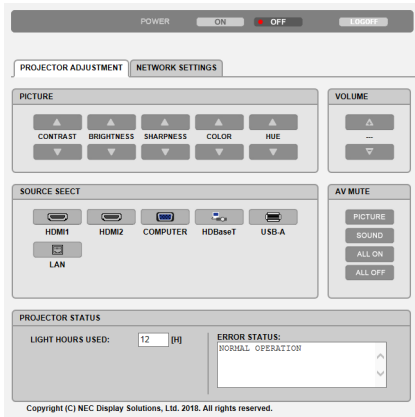 POWER ON OFF LOGOFF
PROJECTOR ADJUSTMENT NETWORK SETTINGS
PICTURE
CONTRAST BRIGHTNESS SHARPNESS COLOR HUE
VOLUME
---
SOURCE SEECT
HDMI1 HDMI2 COMPUTER HDBaseT USB-A
LAN
AV MUTE
PICTURE
SOUND
ALL ON
ALL OFF
PROJECTOR STATUS
LIGHT HOURS USED: 12 [H]
ERROR STATUS:
NORMAL OPERATION
Copyright (C) NEC Display Solutions, Ltd. 2018. All rights reserved.